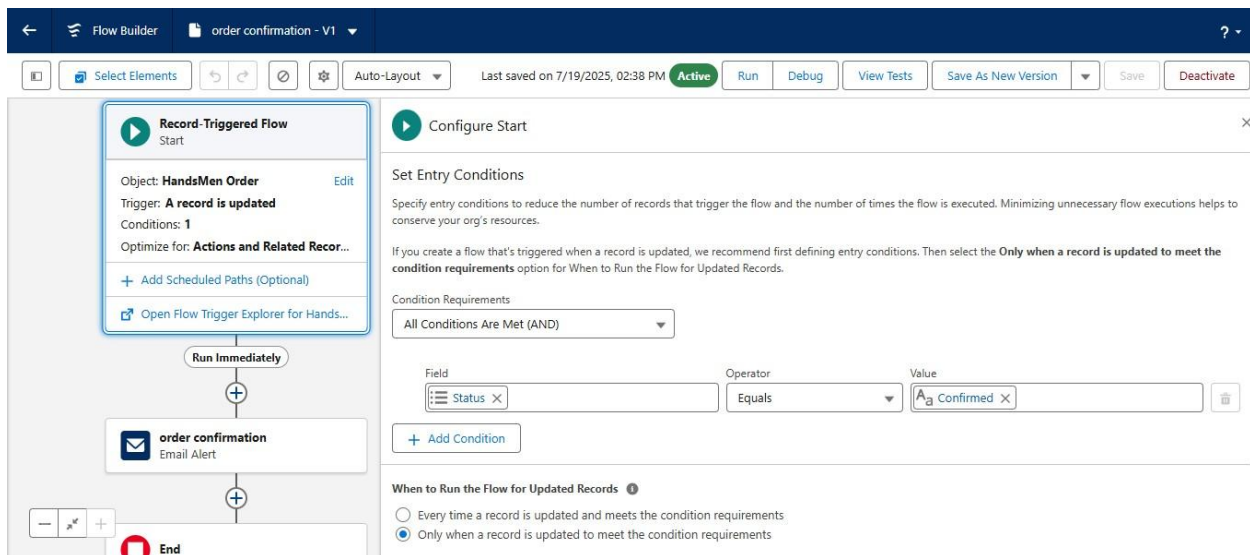 Flow Builder
order confirmation - V1
?
Select Elements
Auto-Layout
Last saved on 7/19/2025, 02:38 PM
Active
Run
Debug
View Tests
Save As New Version
Save
Deactivate
Record-Triggered Flow
Start
Object: HandsMen Order
Edit
Trigger: A record is updated
Conditions: 1
Optimize for: Actions and Related Recor...
+ Add Scheduled Paths (Optional)
Open Flow Trigger Explorer for Hands...
Run Immediately
order confirmation
Email Alert
End
Configure Start
Set Entry Conditions
Specify entry conditions to reduce the number of records that trigger the flow and the number of times the flow is executed. Minimizing unnecessary flow executions helps to
conserve your org's resources.
If you create a flow that's triggered when a record is updated, we recommend first defining entry conditions. Then select the Only when a record is updated to meet the
condition requirements option for When to Run the Flow for Updated Records.
Condition Requirements
All Conditions Are Met (AND)
Field
Operator
Value
Status
Equals
Aa Confirmed
+ Add Condition
When to Run the Flow for Updated Records
Every time a record is updated and meets the condition requirements
Only when a record is updated to meet the condition requirements